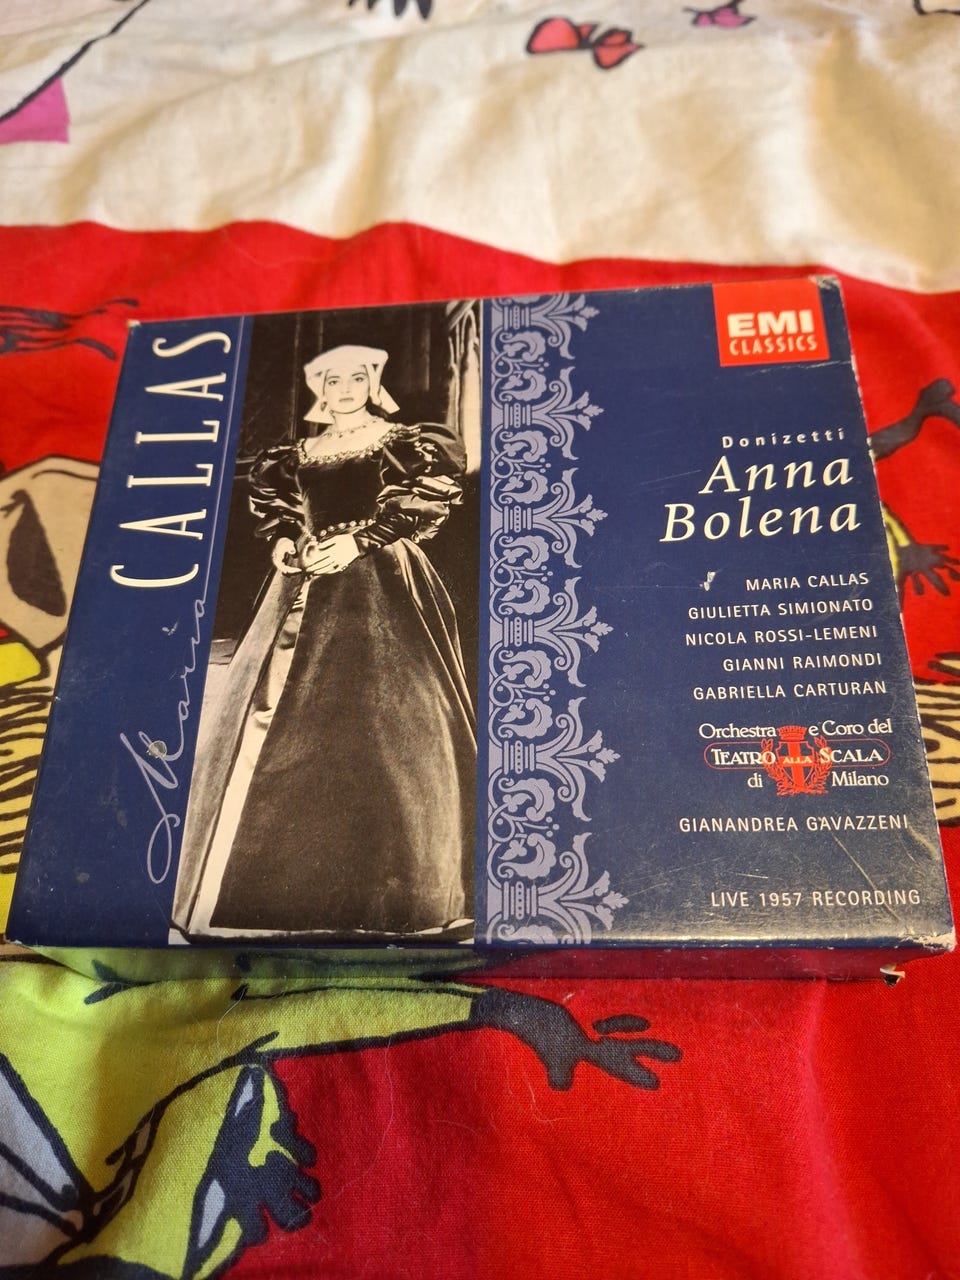 Maria CALLAS
EMI
CLASSICS
Donizetti
Anna
Bolena
MARIA CALLAS
GIULIETTA SIMIONATO
NICOLA ROSSI-LEMENI
GIANNI RAIMONDI
GABRIELLA CARTURAN
Orchestra e Coro del
TEATRO ALLA SCALA
di Milano
GIANANDREA GAVAZZENI
LIVE 1957 RECORDING